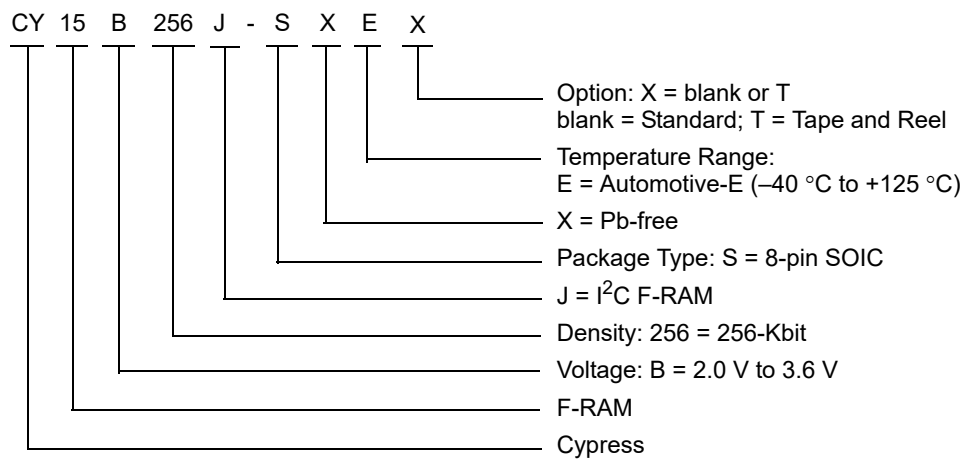 CY 15 B 256 J - S X E X
Option: X = blank or T
blank = Standard; T = Tape and Reel
Temperature Range:
E = Automotive-E (–40 °C to +125 °C)
X = Pb-free
Package Type: S = 8-pin SOIC
J = I²C F-RAM
Density: 256 = 256-Kbit
Voltage: B = 2.0 V to 3.6 V
F-RAM
Cypress